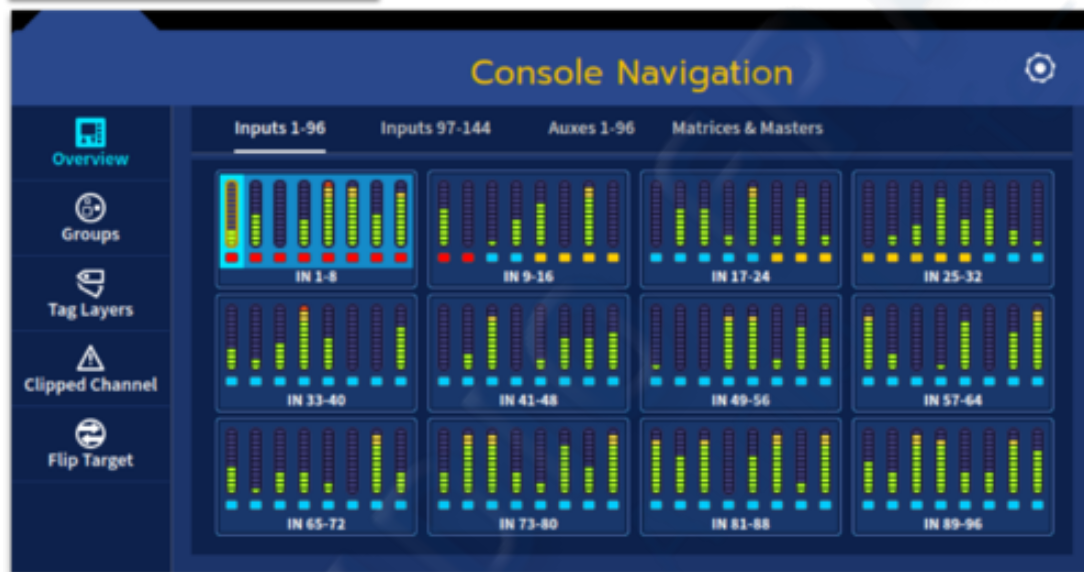 Console Navigation
Overview
Groups
Tag Layers
Clipped Channel
Flip Target
Inputs 1-96 Inputs 97-144 Auxes 1-96 Matrices & Masters
IN 1-8 IN 9-16 IN 17-24 IN 25-32
IN 33-40 IN 41-48 IN 49-56 IN 57-64
IN 65-72 IN 73-80 IN 81-88 IN 89-96